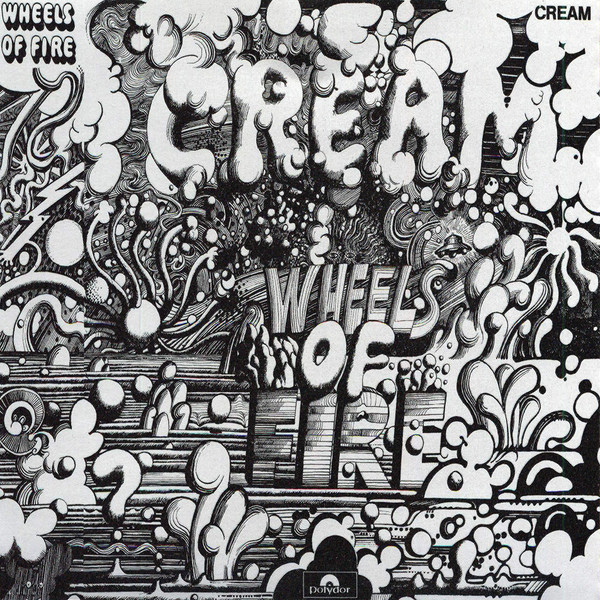 WHEELS
OF FIRE
CREAM
CREAM
WHEELS
OF
FIRE
?
Polydor